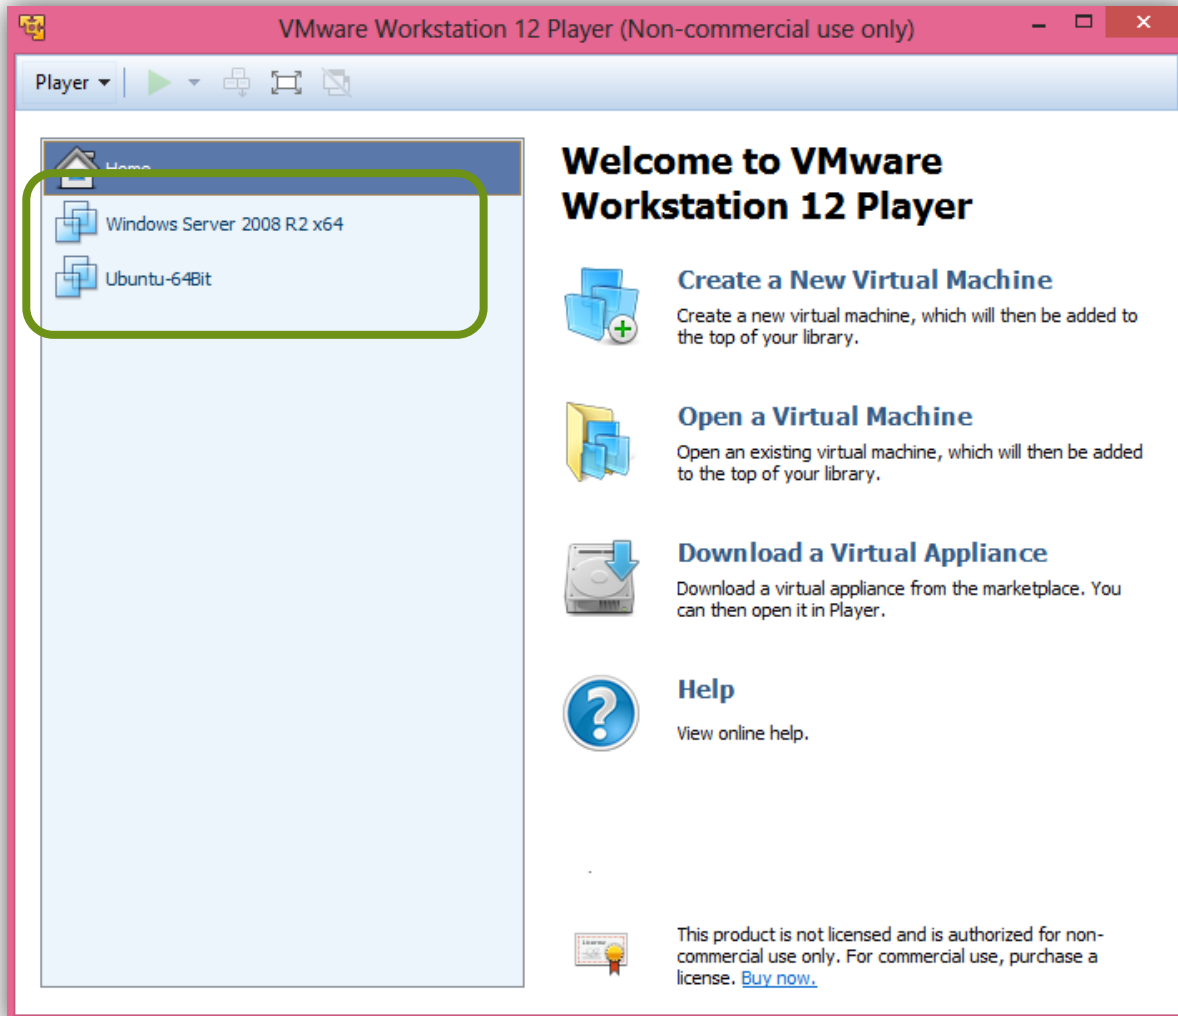 VMware Workstation 12 Player (Non-commercial use only)
Player
Home
Windows Server 2008 R2 x64
Ubuntu-64Bit
Welcome to VMware
Workstation 12 Player
Create a New Virtual Machine
Create a new virtual machine, which will then be added to
the top of your library.
Open a Virtual Machine
Open an existing virtual machine, which will then be added
to the top of your library.
Download a Virtual Appliance
Download a virtual appliance from the marketplace. You
can then open it in Player.
Help
View online help.
This product is not licensed and is authorized for non-
commercial use only. For commercial use, purchase a
license. Buy now.